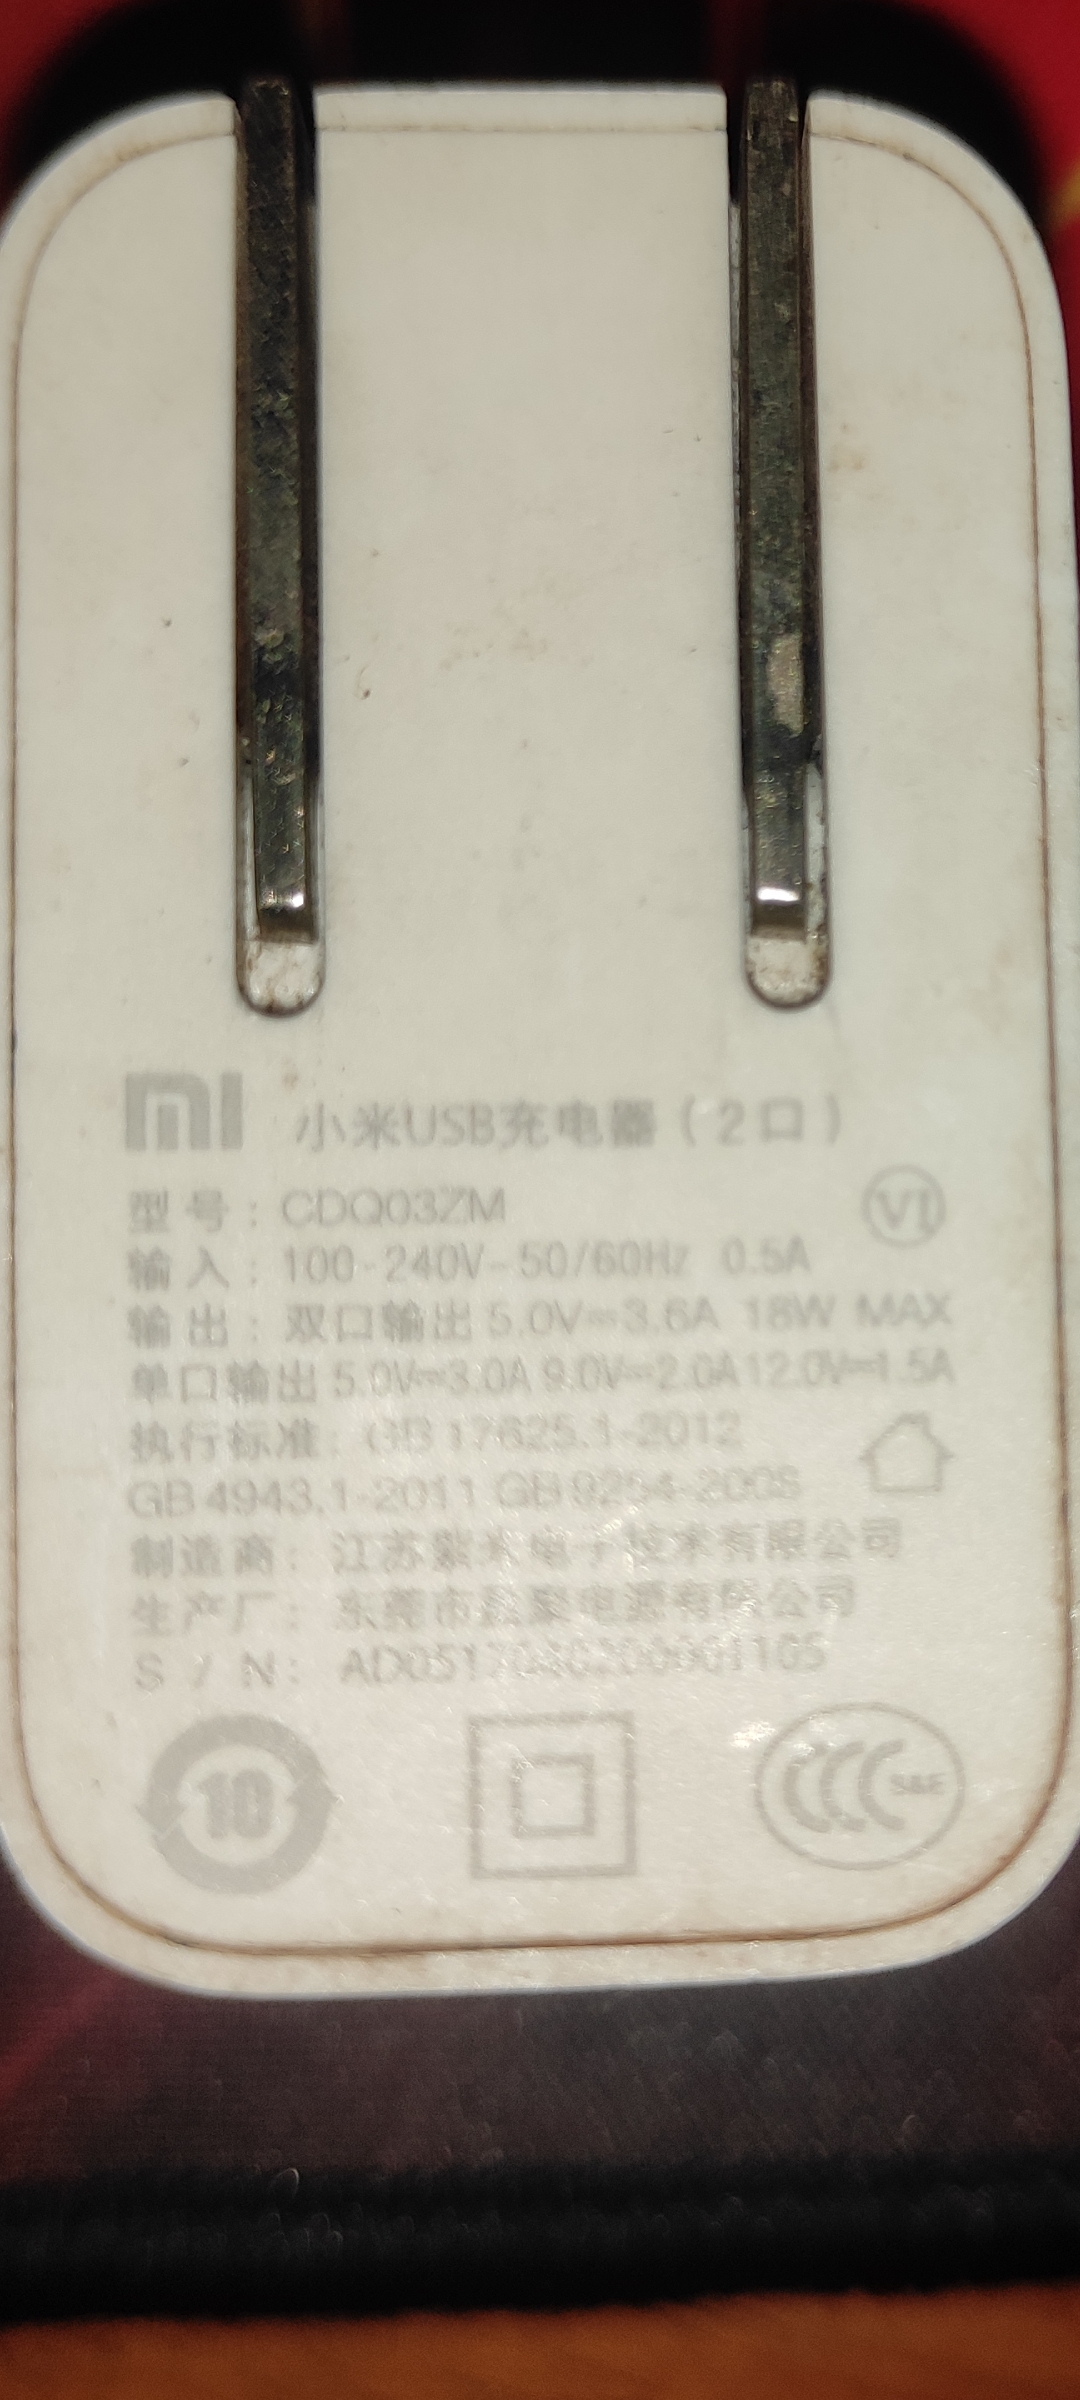 mi 小米USB充电器（2口）
型号：CDQ03ZM
VI
输入：100-240V~50/60Hz 0.5A
输出：双口输出 5.0V⎓3.6A 18W MAX
单口输出 5.0V⎓3.0A 9.0V⎓2.0A 12.0V⎓1.5A
执行标准：GB 17625.1-2012
GB 4943.1-2011 GB 9254-2008
制造商：江苏紫米电子技术有限公司
生产厂：东莞市 电源有限公司
S/N：
10
CCC S&E